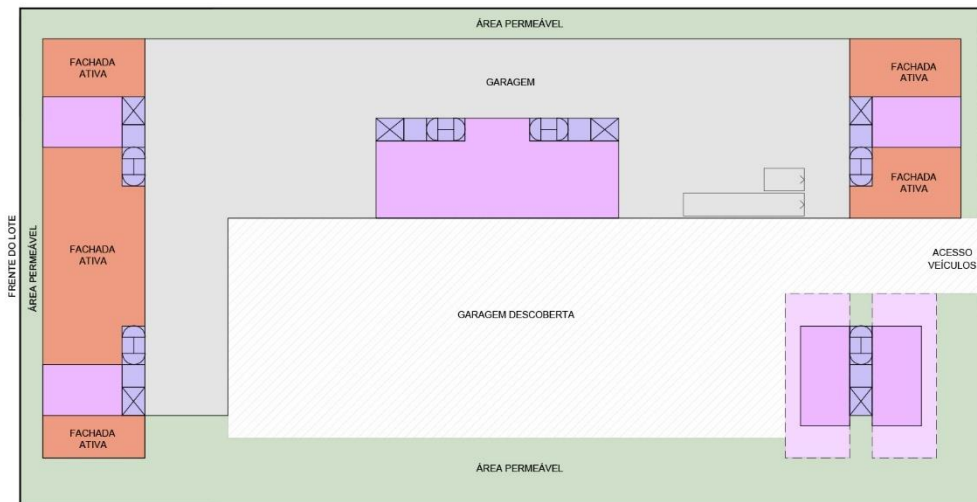 ÁREA PERMEÁVEL
FACHADA
ATIVA
GARAGEM
FACHADA
ATIVA
FACHADA
ATIVA
FACHADA
ATIVA
FRENTE DO LOTE
ÁREA PERMEÁVEL
ACESSO
VEÍCULOS
GARAGEM DESCOBERTA
FACHADA
ATIVA
ÁREA PERMEÁVEL